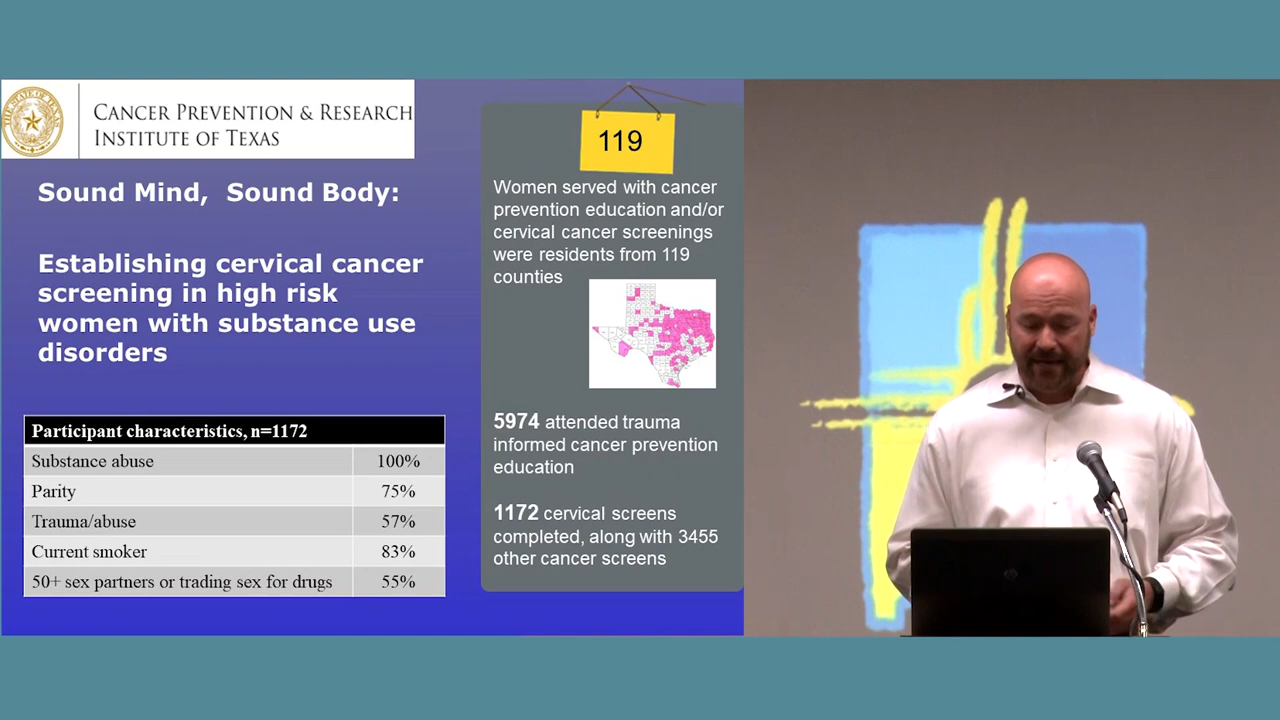 CANCER PREVENTION & RESEARCH
INSTITUTE OF TEXAS
Sound Mind, Sound Body:
Establishing cervical cancer
screening in high risk
women with substance use
disorders
Participant characteristics, n=1172
Substance abuse 100%
Parity 75%
Trauma/abuse 57%
Current smoker 83%
50+ sex partners or trading sex for drugs 55%
119
Women served with cancer
prevention education and/or
cervical cancer screenings
were residents from 119
counties
5974 attended trauma
informed cancer prevention
education
1172 cervical screens
completed, along with 3455
other cancer screens